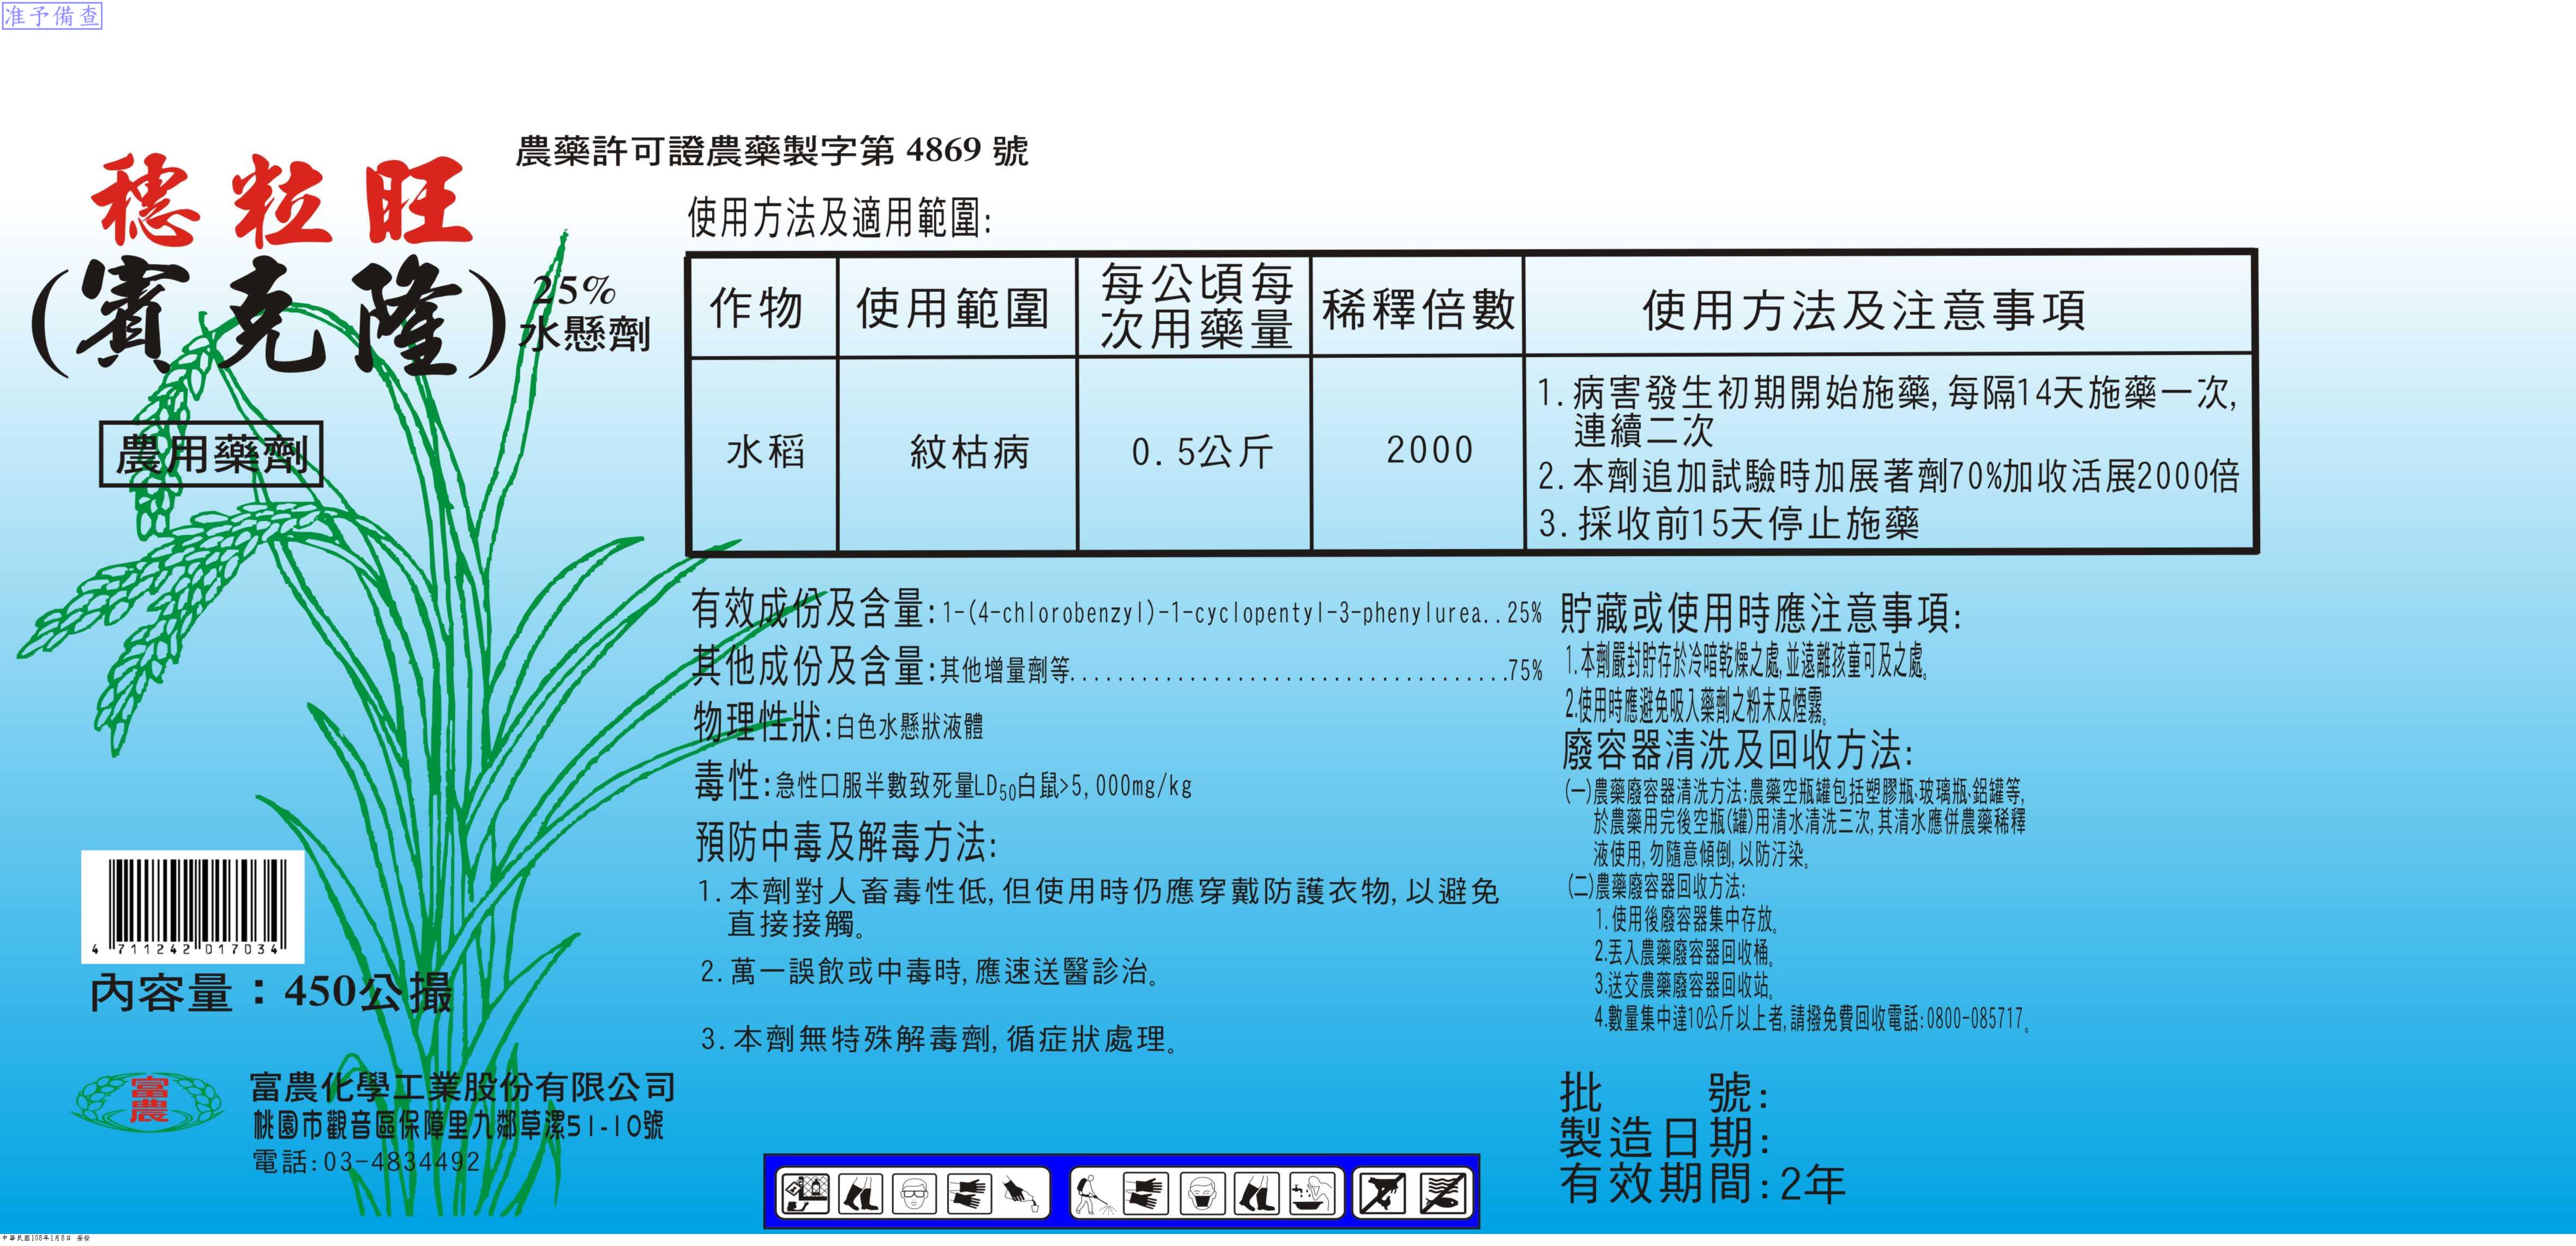 准予備查
農藥許可證農藥製字第 4869 號
穗粒旺
(賓克隆)
25%
水懸劑
農用藥劑
使用方法及適用範圍:
作物
使用範圍
每公頃每
次用藥量
稀釋倍數
使用方法及注意事項
水稻
紋枯病
0.5公斤
2000
1.病害發生初期開始施藥,每隔14天施藥一次,
連續二次
2.本劑追加試驗時加展著劑70%加收活展2000倍
3.採收前15天停止施藥
有效成份及含量:1-(4-chlorobenzyl)-1-cyclopentyl-3-phenylurea..25%
其他成份及含量:其他增量劑等.....................................75%
物理性狀:白色水懸狀液體
毒性:急性口服半數致死量LD50白鼠>5,000mg/kg
預防中毒及解毒方法:
1.本劑對人畜毒性低,但使用時仍應穿戴防護衣物,以避免
直接接觸。
2.萬一誤飲或中毒時,應速送醫診治。
3.本劑無特殊解毒劑,循症狀處理。
貯藏或使用時應注意事項:
1.本劑嚴封貯存於冷暗乾燥之處,並遠離孩童可及之處。
2.使用時應避免吸入藥劑之粉末及煙霧。
廢容器清洗及回收方法:
(一)農藥廢容器清洗方法:農藥空瓶罐包括塑膠瓶、玻璃瓶、鋁罐等,
於農藥用完後空瓶(罐)用清水清洗三次,其清水應併農藥稀釋
液使用,勿隨意傾倒,以防汙染。
(二)農藥廢容器回收方法:
1.使用後廢容器集中存放。
2.丟入農藥廢容器回收桶。
3.送交農藥廢容器回收站。
4.數量集中達10公斤以上者,請撥免費回收電話:0800-085717。
批 號:
製造日期:
有效期間:2年
4 711242 017034
內容量：450公撮
富農
富農化學工業股份有限公司
桃園市觀音區保障里九鄰草漯51-10號
電話:03-4834492
中華民國108年1月8日 簽發